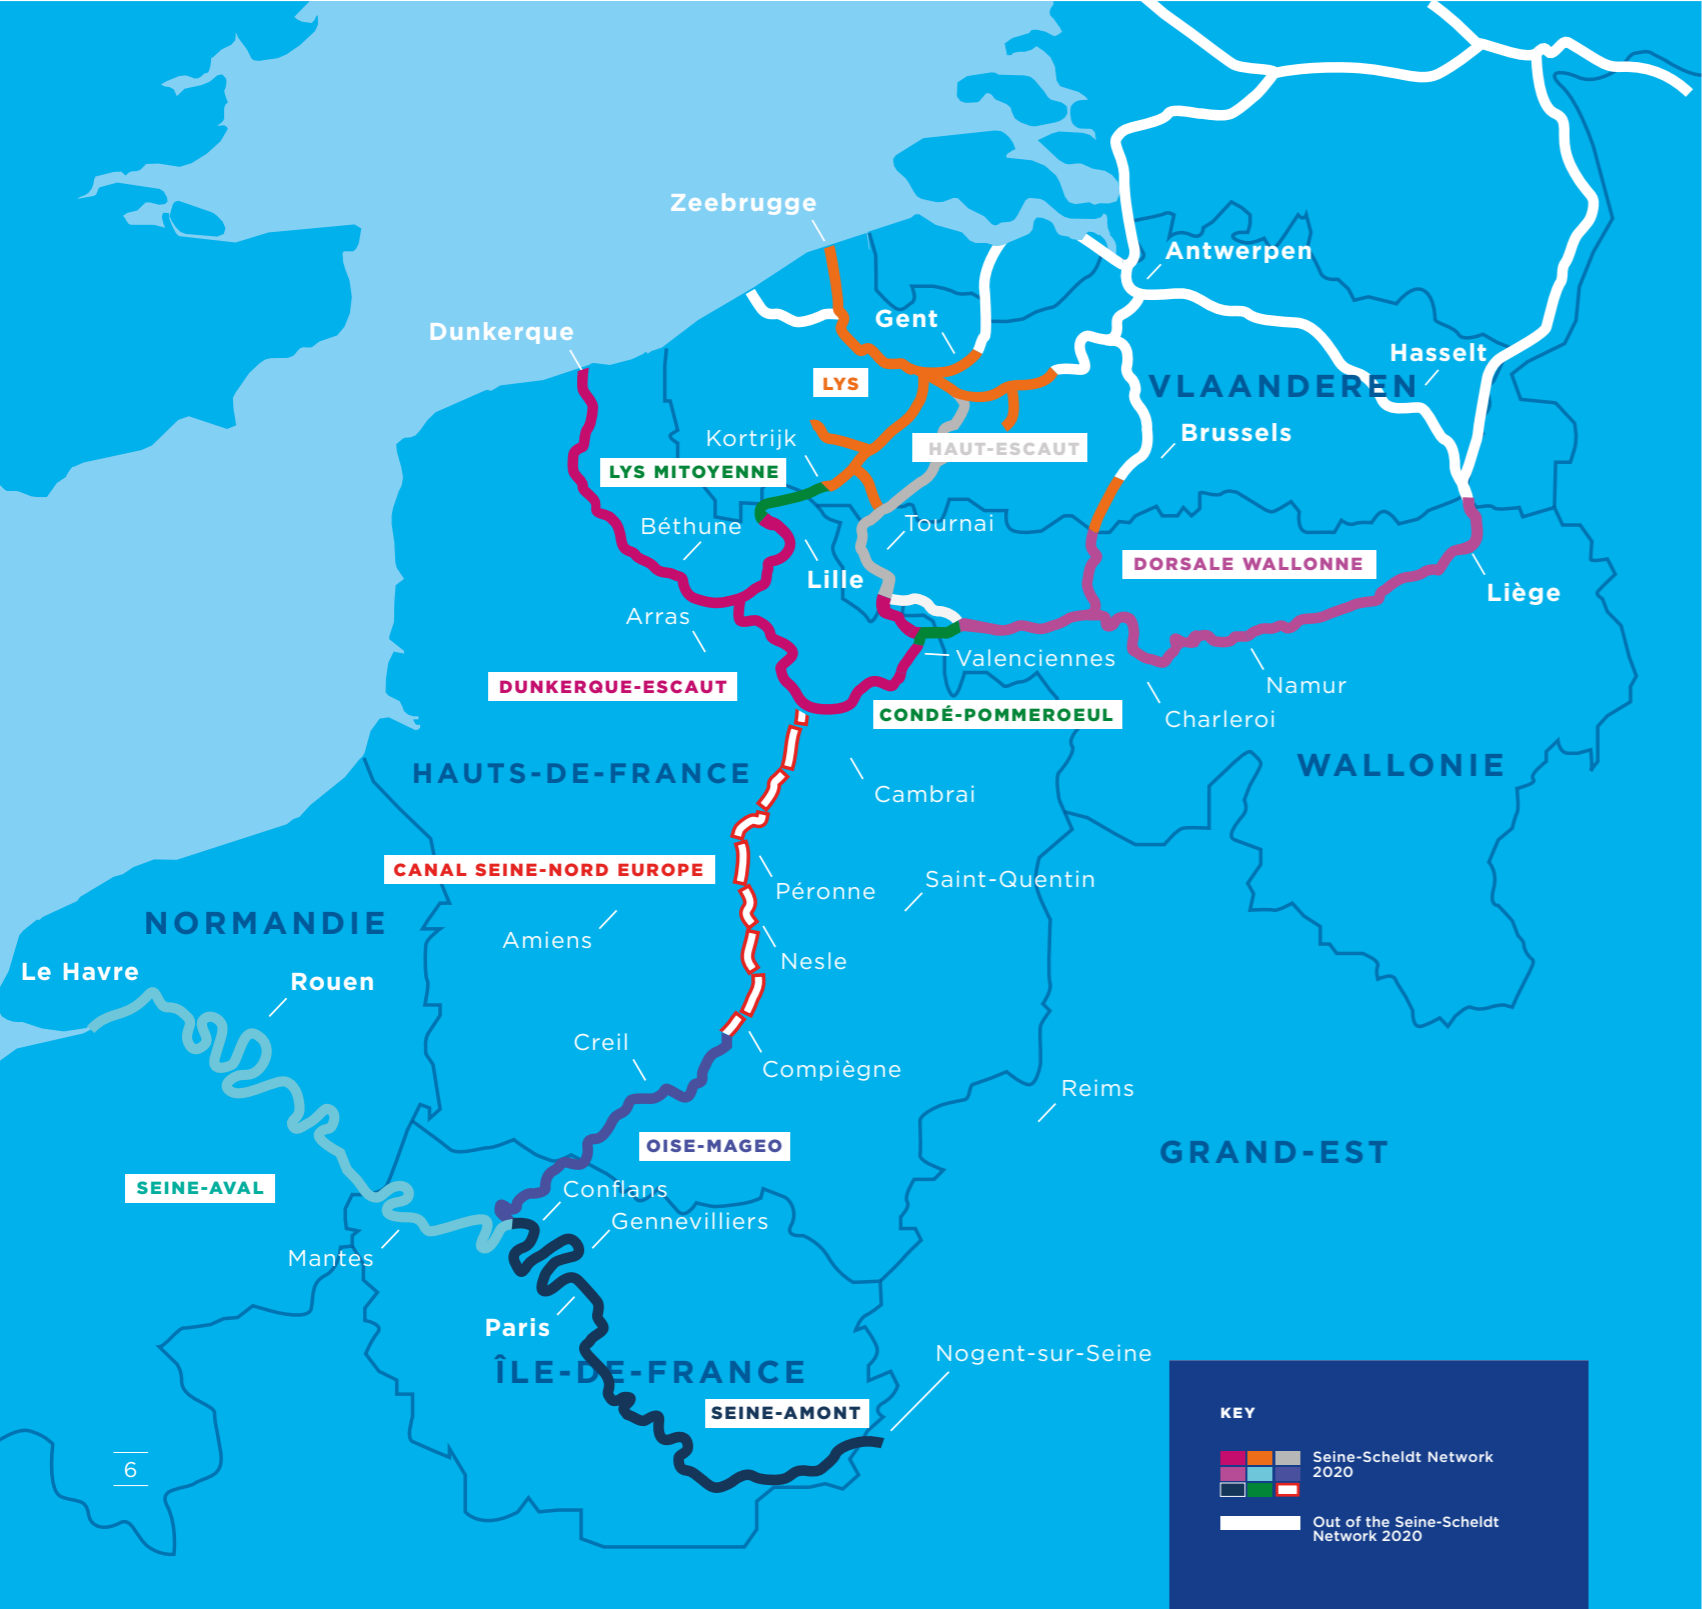 Zeebrugge
Antwerpen
Gent
Dunkerque
Hasselt
LYS
VLAANDEREN
Kortrijk
Brussels
HAUT-ESCAUT
LYS MITOYENNE
Béthune
Tournai
DORSALE WALLONNE
Lille
Liège
Arras
Valenciennes
DUNKERQUE-ESCAUT
Namur
CONDÉ-POMMEROEUL
Charleroi
HAUTS-DE-FRANCE
WALLONIE
Cambrai
CANAL SEINE-NORD EUROPE
Péronne
Saint-Quentin
NORMANDIE
Amiens
Nesle
Le Havre
Rouen
Creil
Compiègne
Reims
OISE-MAGEO
GRAND-EST
SEINE-AVAL
Conflans
Gennevilliers
Mantes
Paris
Nogent-sur-Seine
ÎLE-DE-FRANCE
SEINE-AMONT
KEY
Seine-Scheldt Network
2020
6
Out of the Seine-Scheldt
Network 2020